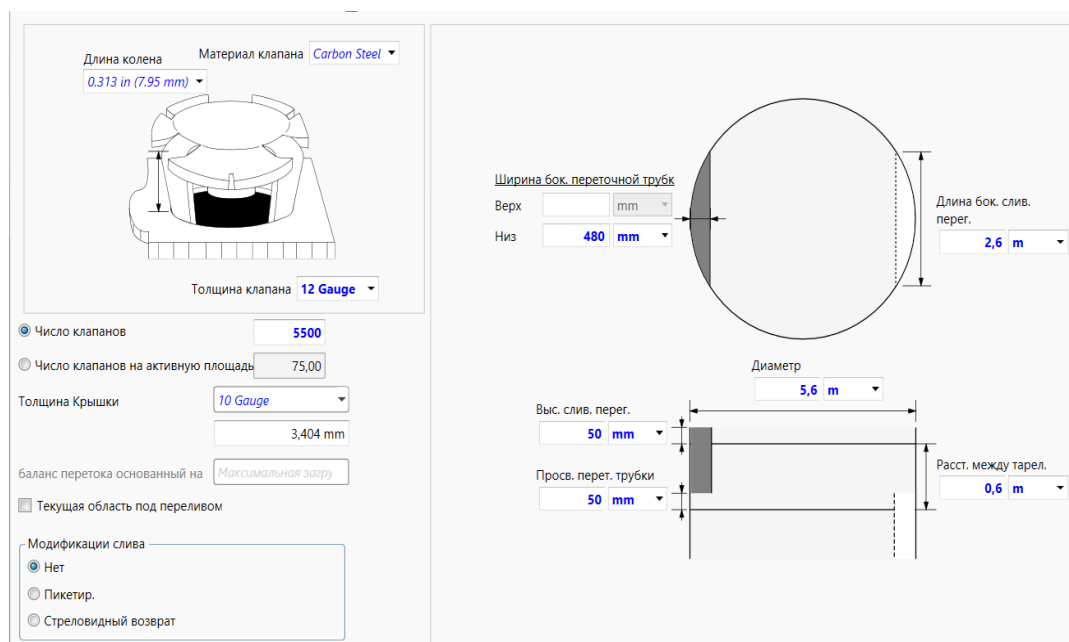 Длина колена
Материал клапана Carbon Steel
0.313 in (7.95 mm)
Толщина клапана 12 Gauge
Число клапанов 5500
Число клапанов на активную площадь 75,00
Толщина Крышки 10 Gauge
3,404 mm
баланс перетока основанный на Максимальная загру
Текущая область под переливом
Модификации слива
Нет
Пикетир.
Стреловидный возврат
Ширина бок. переточной трубк
Верх mm
Низ 480 mm
Длина бок. слив.
перег.
2,6 m
Диаметр
5,6 m
Выс. слив. перег.
50 mm
Просв. перет. трубки
50 mm
Расст. между тарел.
0,6 m